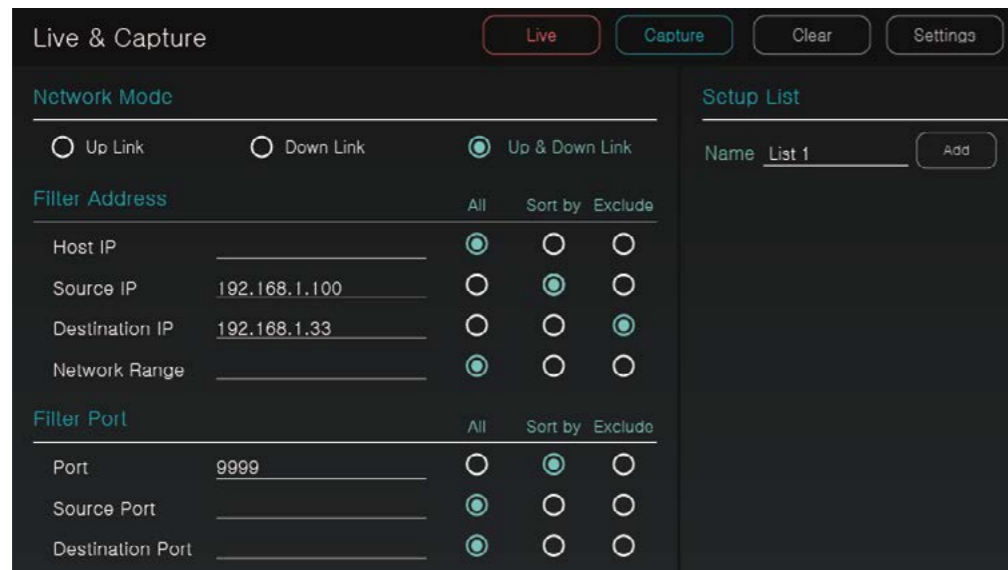 Live & Capture
Live
Capture
Clear
Settings
Network Mode
Up Link
Down Link
Up & Down Link
Filter Address
All
Sort by
Exclude
Host IP
Source IP 192.168.1.100
Destination IP 192.168.1.33
Network Range
Filter Port
All
Sort by
Exclude
Port 9999
Source Port
Destination Port
Setup List
Name List 1
Add